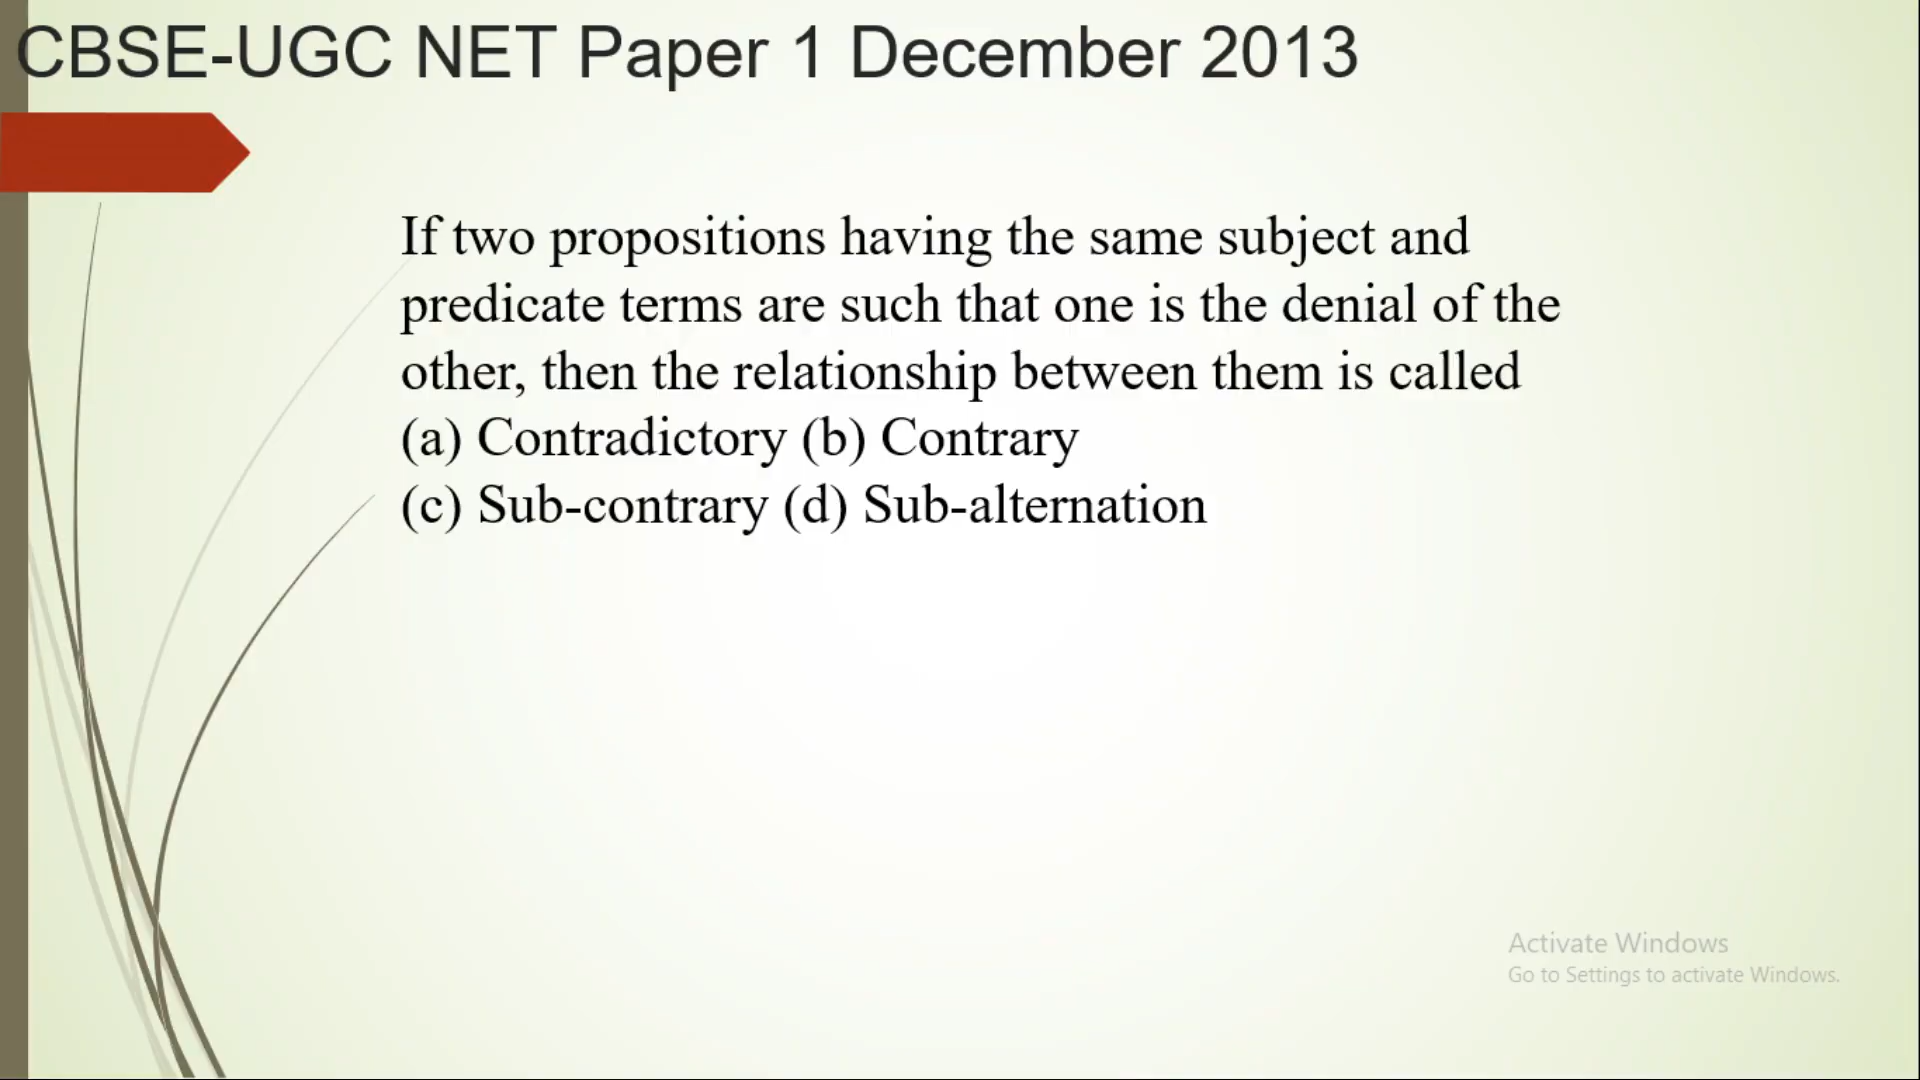 CBSE-UGC NET Paper 1 December 2013
If two propositions having the same subject and
predicate terms are such that one is the denial of the
other, then the relationship between them is called
(a) Contradictory (b) Contrary
(c) Sub-contrary (d) Sub-alternation
Activate Windows
Go to Settings to activate Windows.